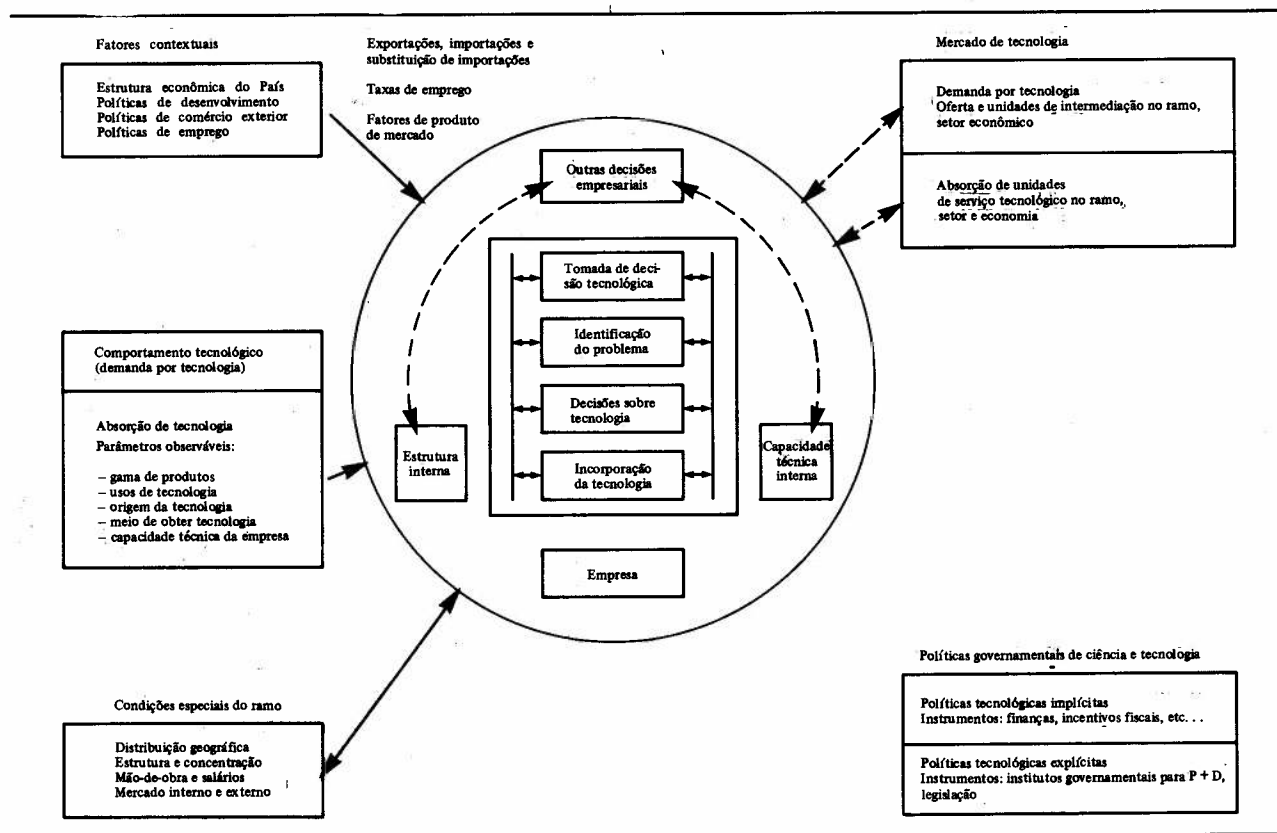 Fatores contextuais
Estrutura econômica do País
Políticas de desenvolvimento
Políticas de comércio exterior
Políticas de emprego
Exportações, importações e
substituição de importações
Taxas de emprego
Fatores de produto
de mercado
Mercado de tecnologia
Demanda por tecnologia
Oferta e unidades de intermediação no ramo,
setor econômico
Absorção de unidades
de serviço tecnológico no ramo,
setor e economia
Outras decisões
empresariais
Tomada de deci-
são tecnológica
Identificação
do problema
Decisões sobre
tecnologia
Incorporação
da tecnologia
Estrutura
interna
Capacidade
técnica
interna
Empresa
Comportamento tecnológico
(demanda por tecnologia)
Absorção de tecnologia
Parâmetros observáveis:
– gama de produtos
– usos de tecnologia
– origem da tecnologia
– meio de obter tecnologia
– capacidade técnica da empresa
Condições especiais do ramo
Distribuição geográfica
Estrutura e concentração
Mão-de-obra e salários
Mercado interno e externo
Políticas governamentais de ciência e tecnologia
Políticas tecnológicas implícitas
Instrumentos: finanças, incentivos fiscais, etc. . .
Políticas tecnológicas explícitas
Instrumentos: institutos governamentais para P + D,
legislação